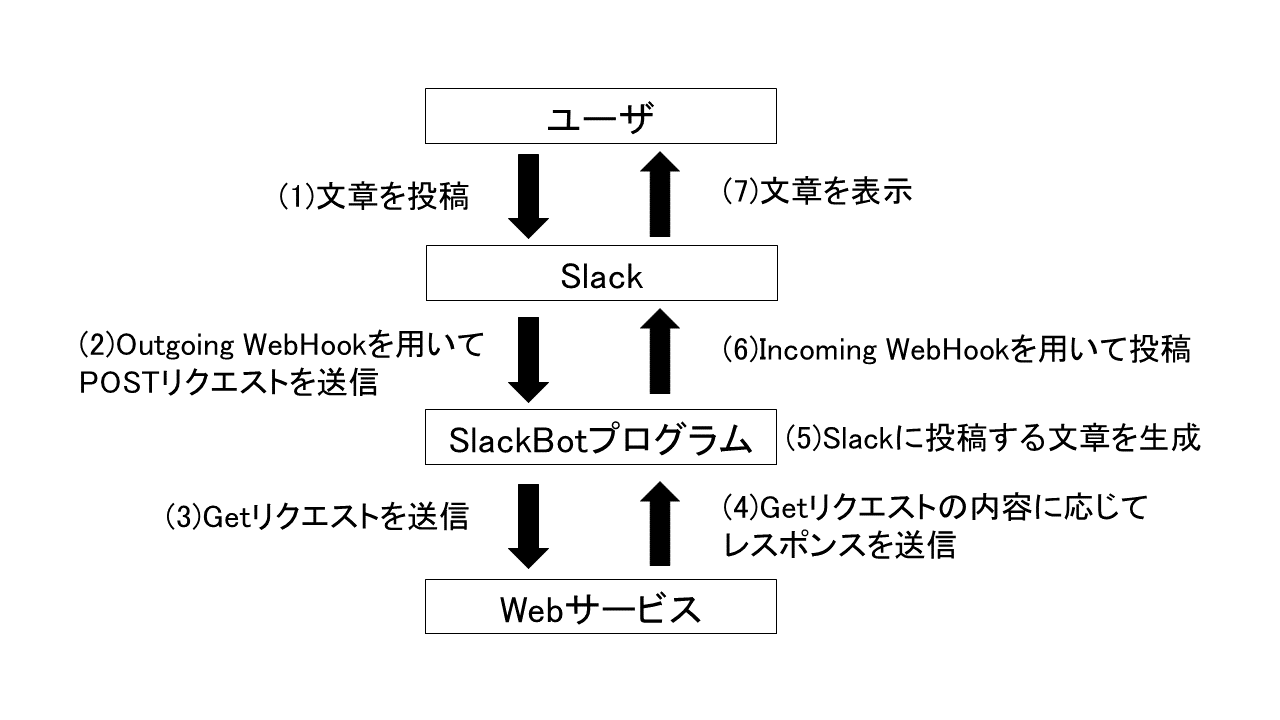 ユーザ
(1)文章を投稿
(7)文章を表示
Slack
(2)Outgoing WebHookを用いて
POSTリクエストを送信
(6)Incoming WebHookを用いて投稿
SlackBotプログラム
(5)Slackに投稿する文章を生成
(3)Getリクエストを送信
(4)Getリクエストの内容に応じて
レスポンスを送信
Webサービス